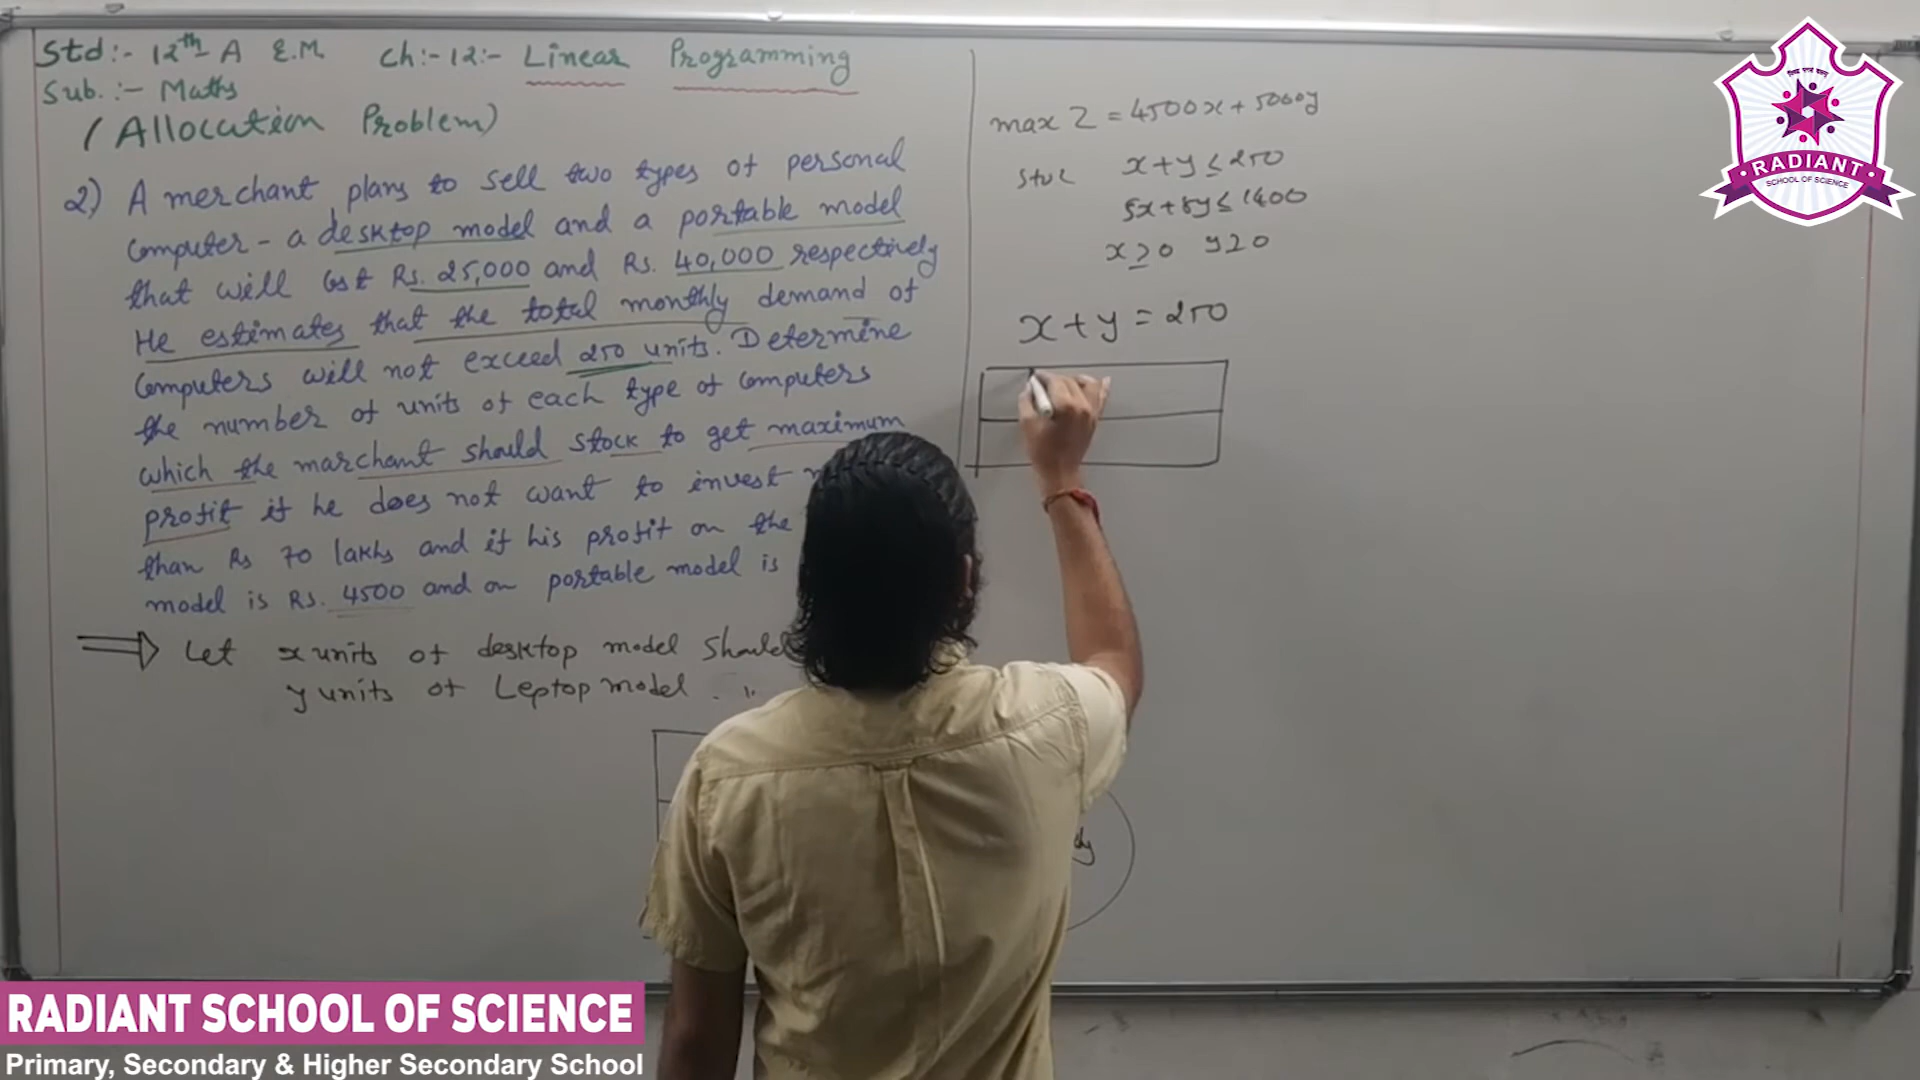 Std:- 12th A E.M. Ch:-12:- Linear Programming
Sub.:- Maths
(Allocation Problem)
2) A merchant plans to sell two types of personal
computer - a desktop model and a portable model
that will cost Rs. 25,000 and Rs. 40,000 respectively
He estimates that the total monthly demand of
computers will not exceed 250 units. Determine
the number of units of each type of computers
which the marchant should stock to get maximum
profit if he does not want to invest
than Rs 70 lakhs and if his profit on the
model is Rs. 4500 and on portable model is
Let x units of desktop model should
y units of Leptop model . "
max Z = 4500x + 5000y
x + y ≤ 250
5x + 8y ≤ 1400
x ≥ 0 y ≥ 0
x + y = 250
RADIANT
SCHOOL OF SCIENCE
RADIANT SCHOOL OF SCIENCE
Primary, Secondary & Higher Secondary School